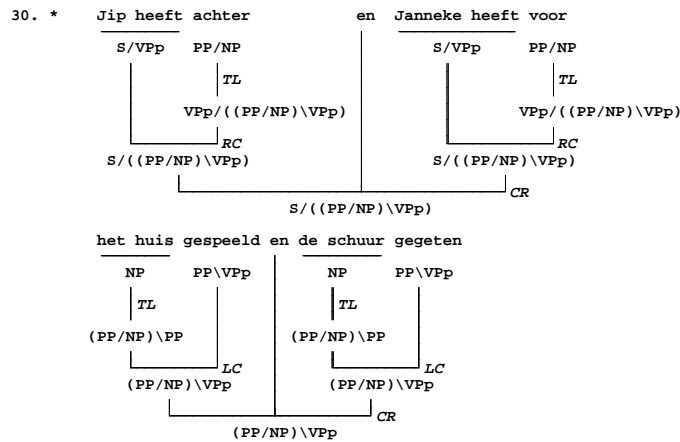 30. * Jip heeft achter en Janneke heeft voor
S/VPp PP/NP S/VPp PP/NP
TL TL
VPp/((PP/NP)\VPp) VPp/((PP/NP)\VPp)
RC RC
S/((PP/NP)\VPp) S/((PP/NP)\VPp)
CR
S/((PP/NP)\VPp)
het huis gespeeld en de schuur gegeten
NP PP\VPp NP PP\VPp
TL TL
(PP/NP)\PP (PP/NP)\PP
LC LC
(PP/NP)\VPp (PP/NP)\VPp
CR
(PP/NP)\VPp